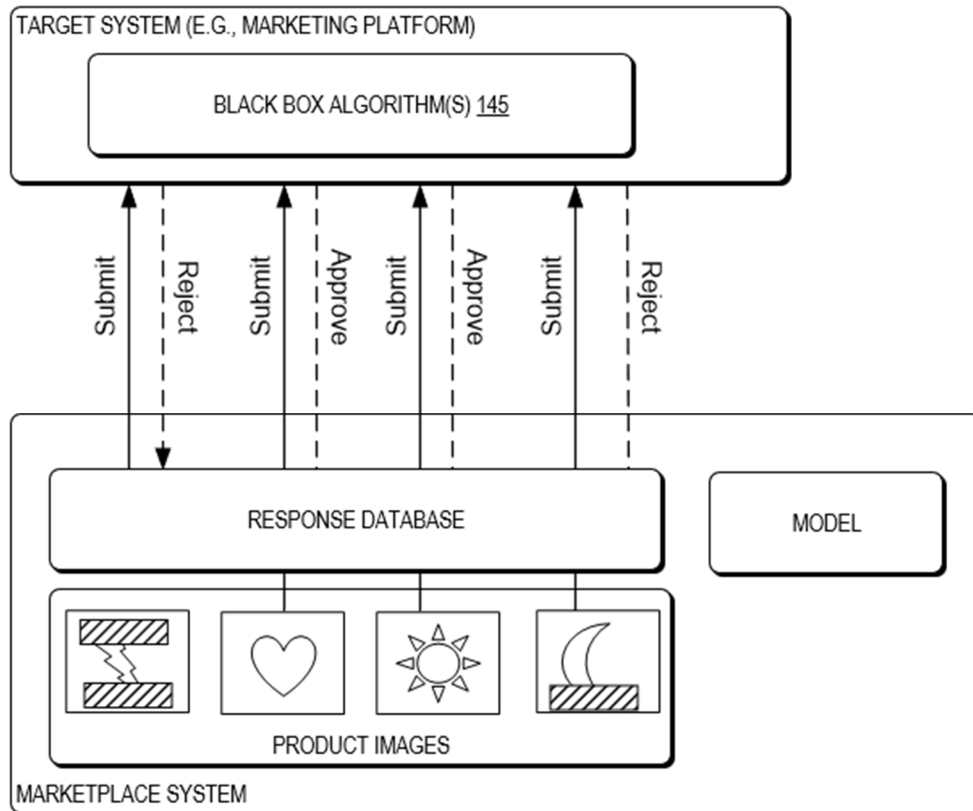 TARGET SYSTEM (E.G., MARKETING PLATFORM)
BLACK BOX ALGORITHM(S) 145
Submit
Reject
Submit
Approve
Submit
Approve
Submit
Reject
RESPONSE DATABASE
MODEL
PRODUCT IMAGES
MARKETPLACE SYSTEM